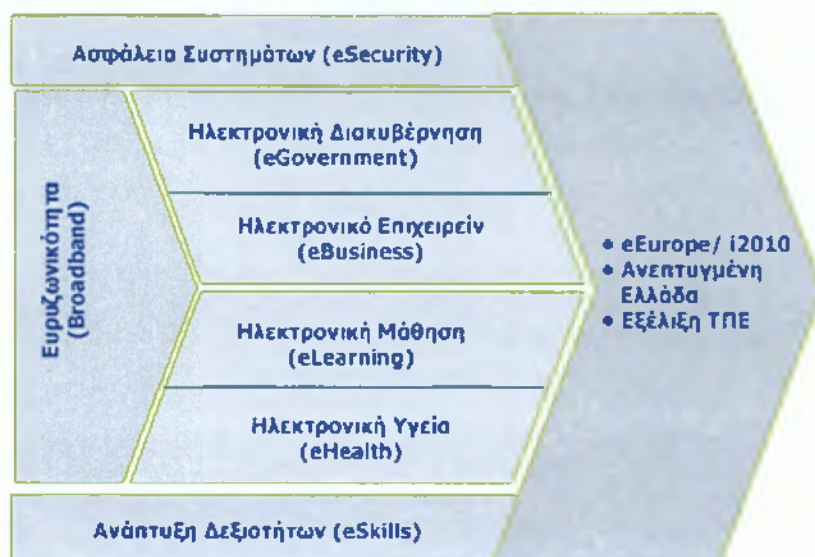 Ασφάλεια Συστημάτων (eSecurity)
Ευρυζωνικότητα
(Broadband)
Ηλεκτρονική Διακυβέρνηση
(eGovernment)
Ηλεκτρονικό Επιχειρείν
(eBusiness)
Ηλεκτρονική Μάθηση
(eLearning)
Ηλεκτρονική Υγεία
(eHealth)
• eEurope/ i2010
• Ανεπτυγμένη
Ελλάδα
• Εξέλιξη ΤΠΕ
Ανάπτυξη Δεξιοτήτων (eSkills)